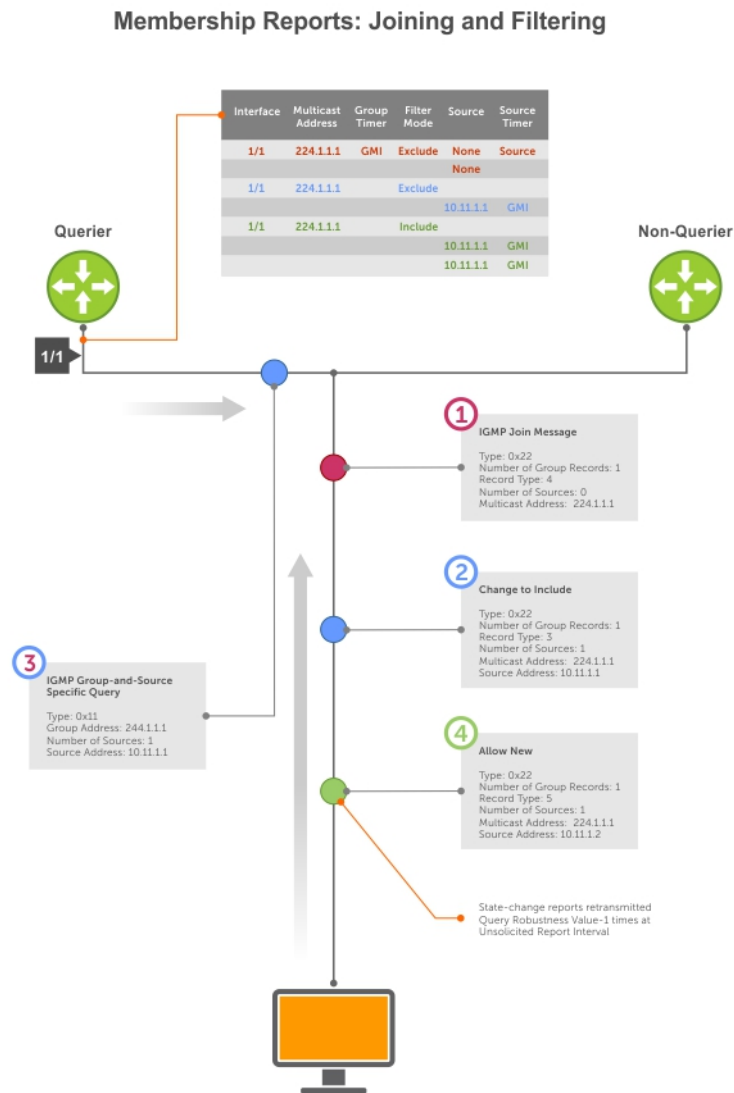 Membership Reports: Joining and Filtering
Interface Multicast Address Group Timer Filter Mode Source Source Timer
1/1 224.1.1.1 GMI Exclude None Source
None
1/1 224.1.1.1 Exclude
10.11.1.1 GMI
1/1 224.1.1.1 Include
10.11.1.1 GMI
10.11.1.1 GMI
Querier
Non-Querier
1/1
1
IGMP Join Message
Type: 0x22
Number of Group Records: 1
Record Type: 4
Number of Sources: 0
Multicast Address: 224.1.1.1
2
Change to Include
Type: 0x22
Number of Group Records: 1
Record Type: 3
Number of Sources: 1
Multicast Address: 224.1.1.1
Source Address: 10.11.1.1
3
IGMP Group-and-Source
Specific Query
Type: 0x11
Group Address: 244.1.1.1
Number of Sources: 1
Source Address: 10.11.1.1
4
Allow New
Type: 0x22
Number of Group Records: 1
Record Type: 5
Number of Sources: 1
Multicast Address: 224.1.1.1
Source Address: 10.11.1.2
State-change reports retransmitted
Query Robustness Value-1 times at
Unsolicited Report Interval